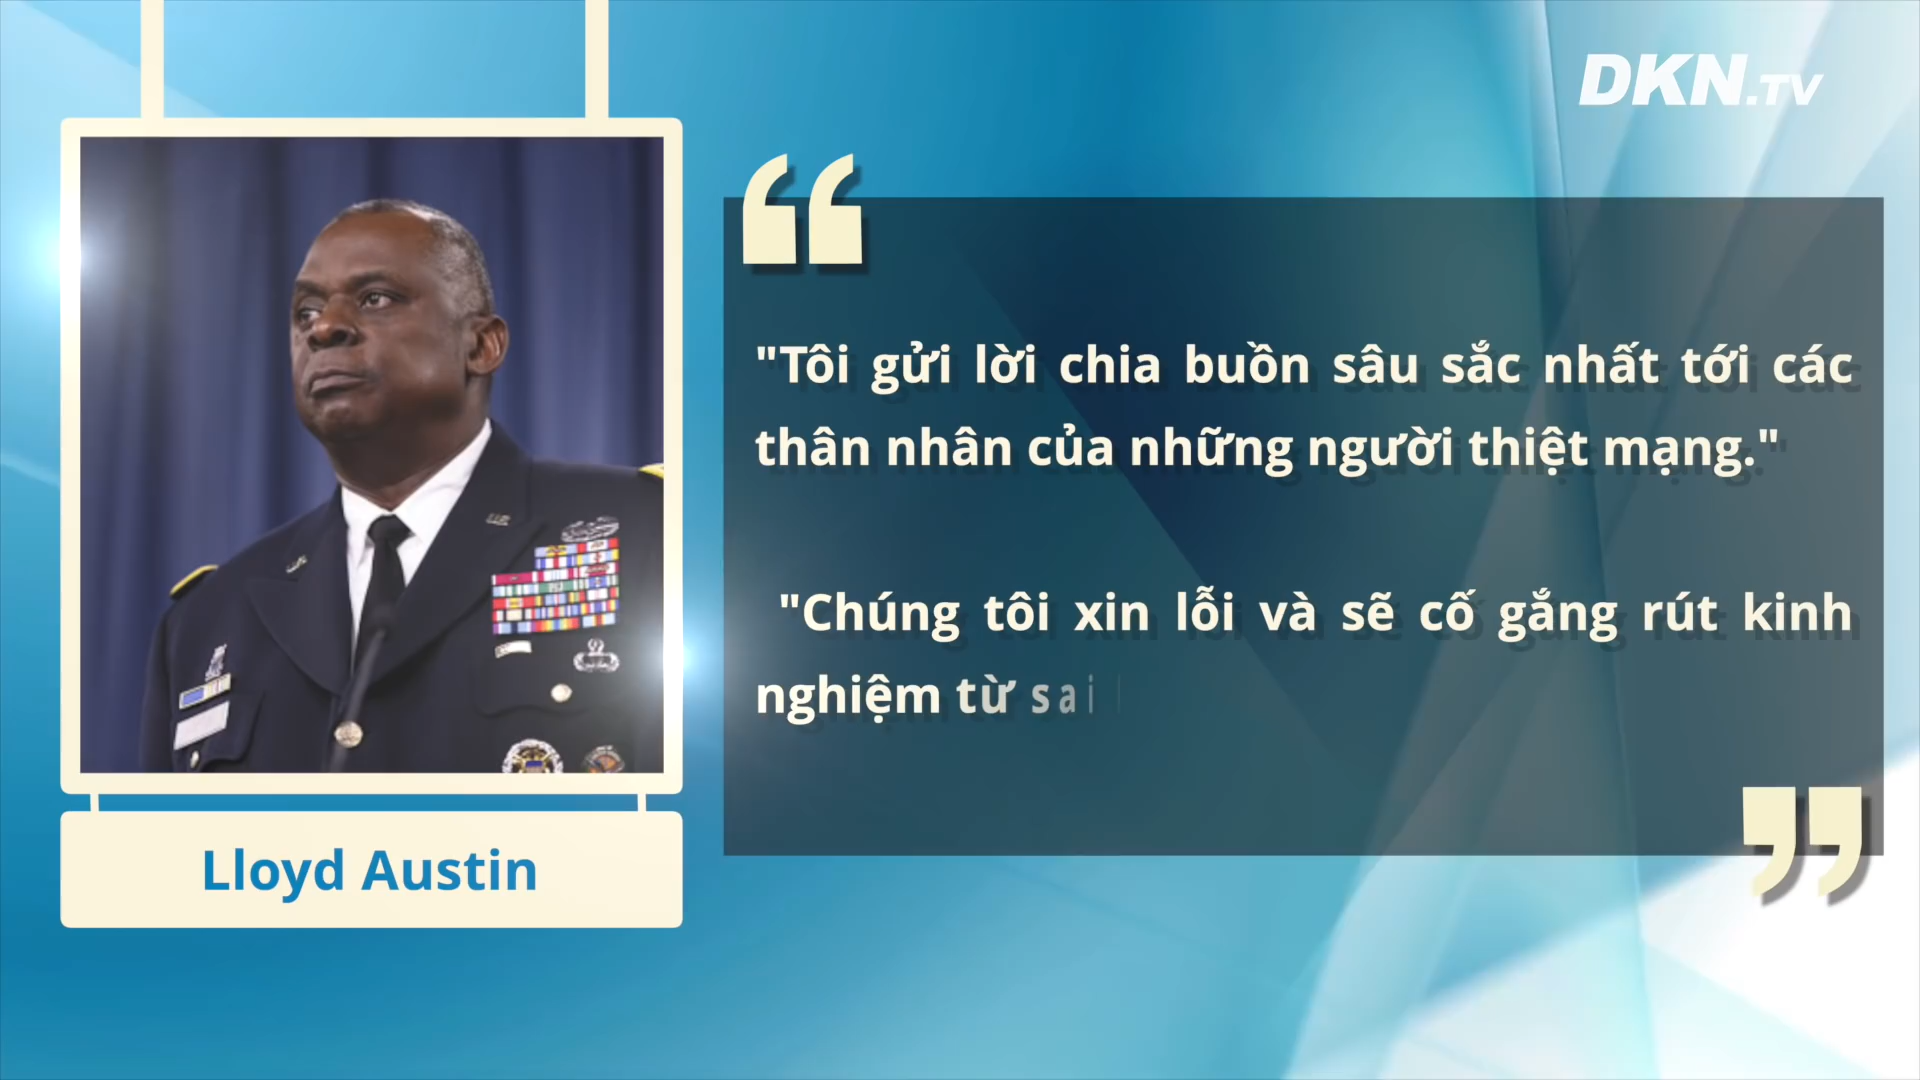 DKN.TV
"Tôi gửi lời chia buồn sâu sắc nhất tới các
thân nhân của những người thiệt mạng."
"Chúng tôi xin lỗi và sẽ cố gắng rút kinh
nghiệm từ sai
Lloyd Austin